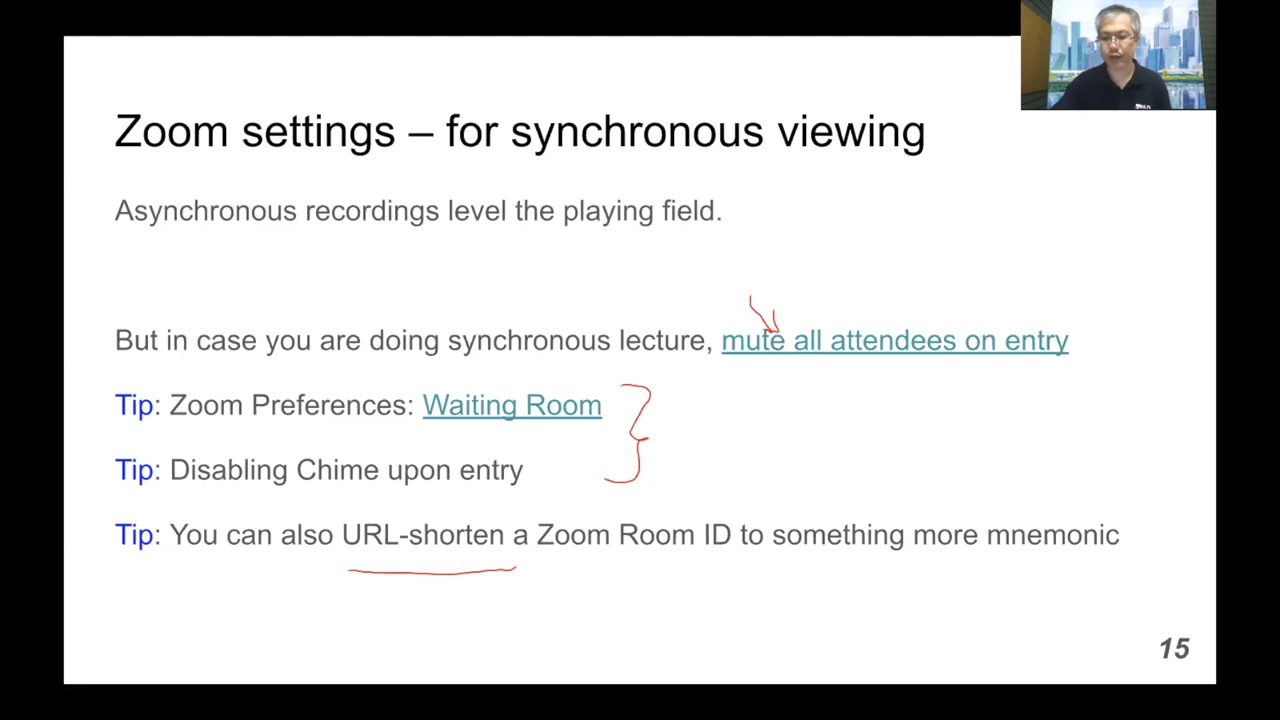 Zoom settings – for synchronous viewing
Asynchronous recordings level the playing field.
But in case you are doing synchronous lecture, mute all attendees on entry
Tip: Zoom Preferences: Waiting Room
Tip: Disabling Chime upon entry
Tip: You can also URL-shorten a Zoom Room ID to something more mnemonic
15